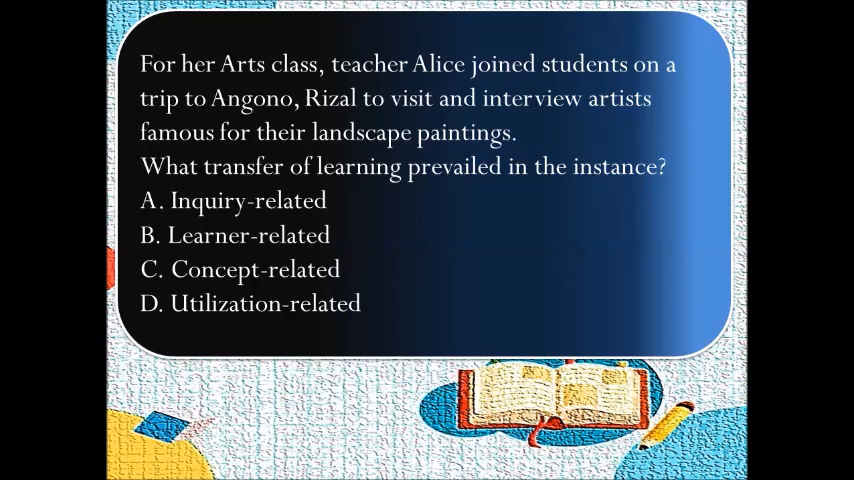 For her Arts class, teacher Alice joined students on a
trip to Angono, Rizal to visit and interview artists
famous for their landscape paintings.
What transfer of learning prevailed in the instance?
A. Inquiry-related
B. Learner-related
C. Concept-related
D. Utilization-related